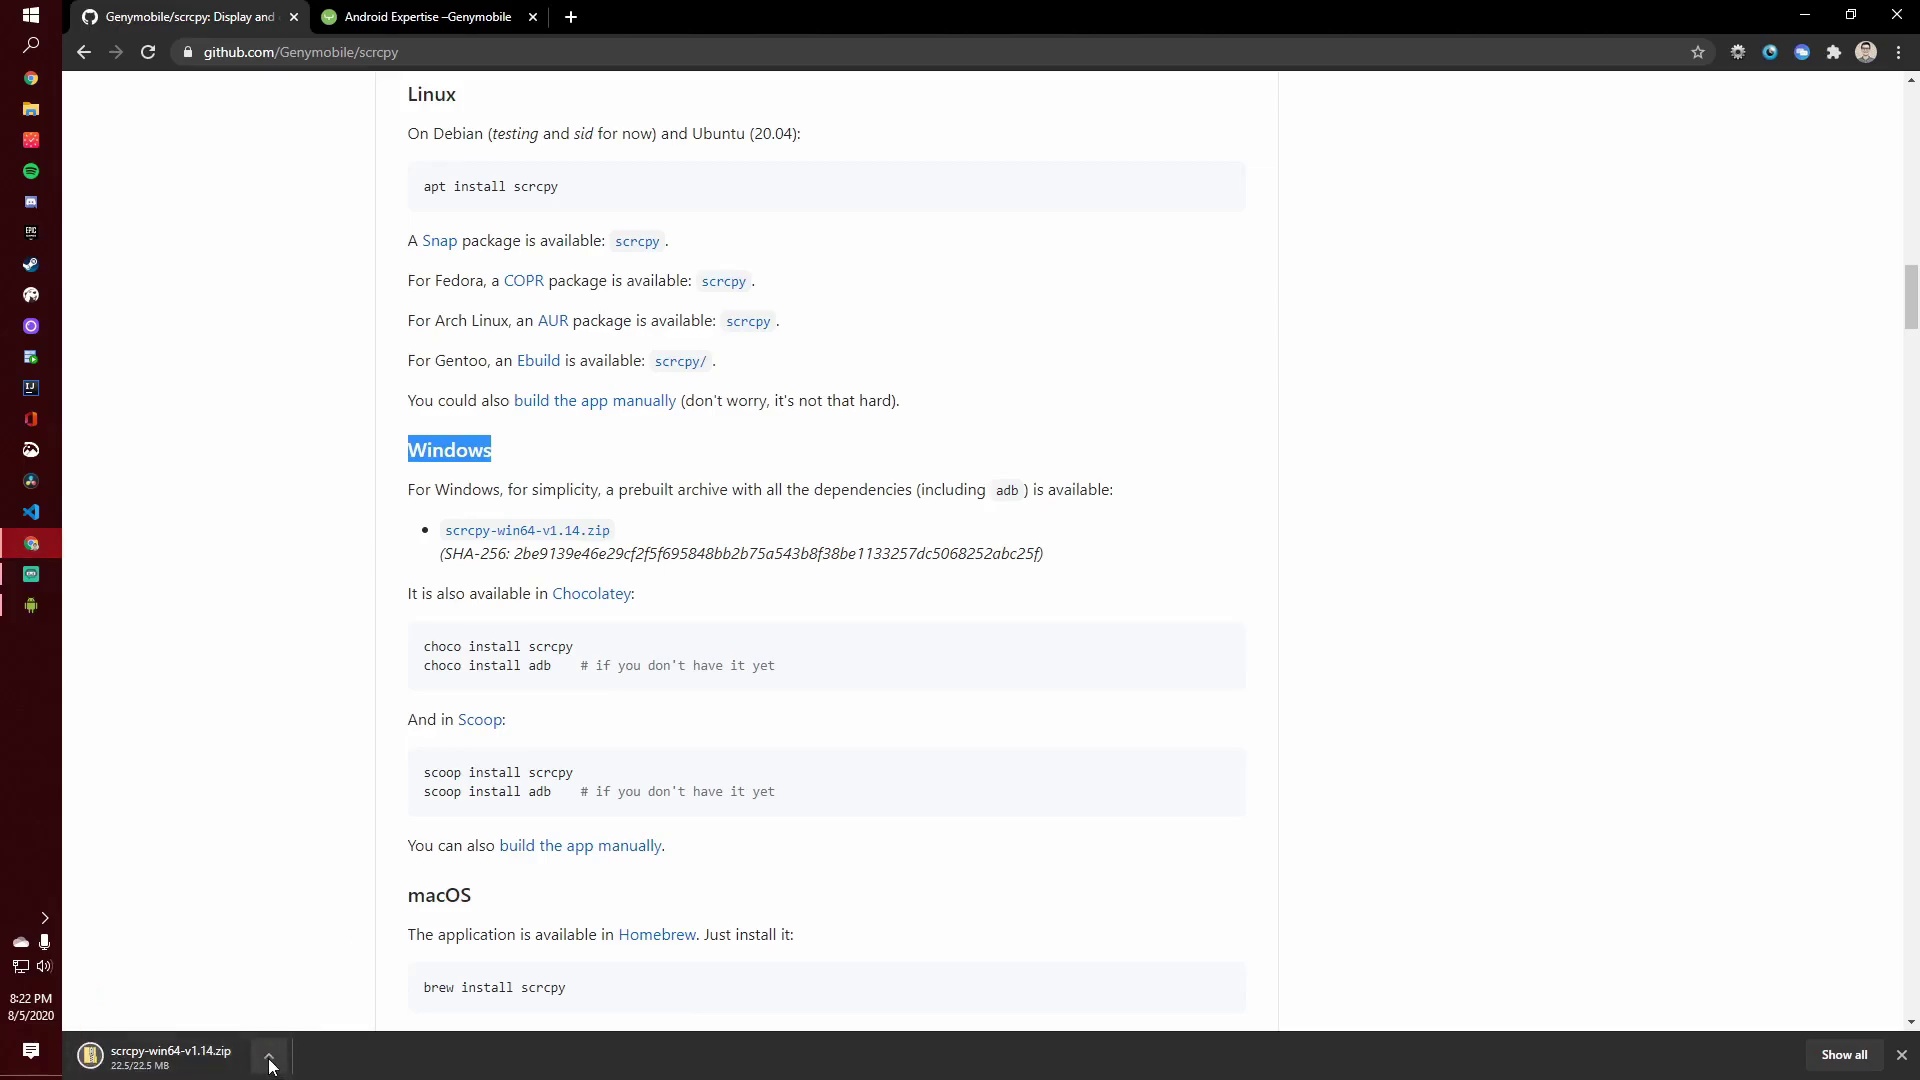 Genymobile/scrcpy: Display and
Android Expertise –Genymobile
github.com/Genymobile/scrcpy
Linux
On Debian (testing and sid for now) and Ubuntu (20.04):
apt install scrcpy
A Snap package is available: scrcpy .
For Fedora, a COPR package is available: scrcpy .
For Arch Linux, an AUR package is available: scrcpy .
For Gentoo, an Ebuild is available: scrcpy/ .
You could also build the app manually (don't worry, it's not that hard).
Windows
For Windows, for simplicity, a prebuilt archive with all the dependencies (including adb ) is available:
scrcpy-win64-v1.14.zip
(SHA-256: 2be9139e46e29cf2f5f695848bb2b75a543b8f38be1133257dc5068252abc25f)
It is also available in Chocolatey:
choco install scrcpy
choco install adb # if you don't have it yet
And in Scoop:
scoop install scrcpy
scoop install adb # if you don't have it yet
You can also build the app manually.
macOS
The application is available in Homebrew. Just install it:
brew install scrcpy
EPIC
IJ
8:22 PM
8/5/2020
scrcpy-win64-v1.14.zip
22.5/22.5 MB
Show all